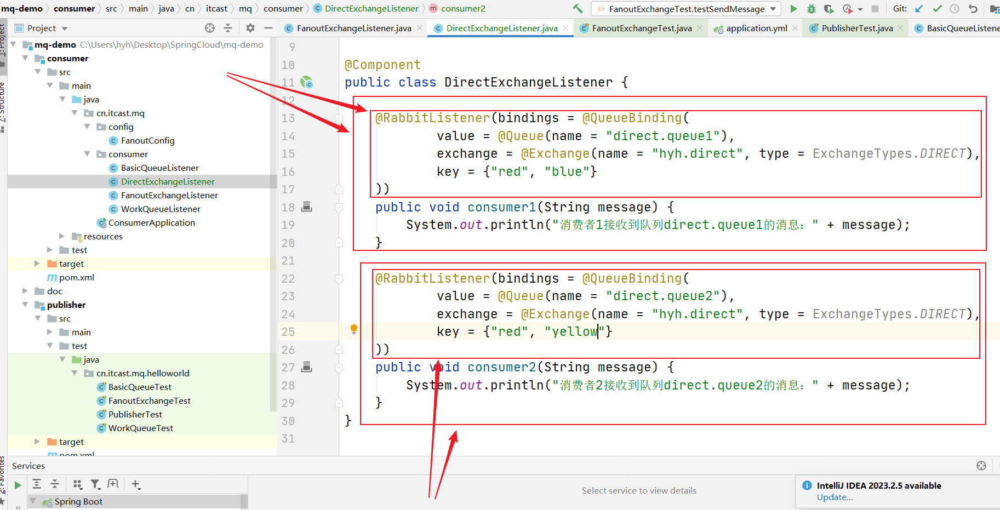 mq-demo consumer src main java cn itcast mq consumer DirectExchangeListener consumer2 FanoutExchangeTest.testSendMessage Git:
Project
FanoutExchangeListener.java DirectExchangeListener.java FanoutExchangeTest.java application.yml PublisherTest.java BasicQueueListene
1: Project
7: Structure
2: Favorites
mq-demo C:\Users\hyh\Desktop\SpringCloud\mq-demo
consumer
src
main
java
cn.itcast.mq
config
FanoutConfig
consumer
BasicQueueListener
DirectExchangeListener
FanoutExchangeListener
WorkQueueListener
ConsumerApplication
resources
test
target
pom.xml
doc
publisher
src
main
test
java
cn.itcast.mq.helloworld
BasicQueueTest
FanoutExchangeTest
PublisherTest
WorkQueueTest
target
pom.xml
9
10 @Component
11 public class DirectExchangeListener {
12
13 @RabbitListener(bindings = @QueueBinding(
14 value = @Queue(name = "direct.queue1"),
15 exchange = @Exchange(name = "hyh.direct", type = ExchangeTypes.DIRECT),
16 key = {"red", "blue"}
17 ))
18 public void consumer1(String message) {
19 System.out.println("消费者1接收到队列direct.queue1的消息：" + message);
20 }
21
22 @RabbitListener(bindings = @QueueBinding(
23 value = @Queue(name = "direct.queue2"),
24 exchange = @Exchange(name = "hyh.direct", type = ExchangeTypes.DIRECT),
25 key = {"red", "yellow"}
26 ))
27 public void consumer2(String message) {
28 System.out.println("消费者2接收到队列direct.queue2的消息：" + message);
29 }
30 }
31
Services
Spring Boot
Select service to view details
IntelliJ IDEA 2023.2.5 available
Update...